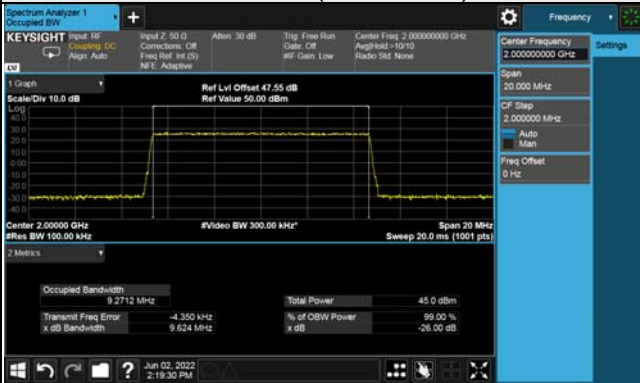 Spectrum Analyzer 1
Occupied BW
Frequency
KEYSIGHT
Input: RF
Coupling: DC
Align: Auto
Input Z: 50 Ω
Corrections: Off
Freq Ref: Int (S)
NFE: Adaptive
Atten: 30 dB
Trig: Free Run
Gate: Off
#IF Gain: Low
Center Freq: 2.000000000 GHz
Avg|Hold:>10/10
Radio Std: None
Center Frequency
2.000000000 GHz
Settings
Span
20.000 MHz
CF Step
2.000000 MHz
Auto
Man
Freq Offset
0 Hz
1 Graph
Scale/Div 10.0 dB
Ref Lvl Offset 47.55 dB
Ref Value 50.00 dBm
Log
40.0
30.0
20.0
10.0
0.00
-10.0
-20.0
-30.0
-40.0
Center 2.00000 GHz
#Res BW 100.00 kHz
#Video BW 300.00 kHz*
Span 20 MHz
Sweep 20.0 ms (1001 pts)
2 Metrics
Occupied Bandwidth
9.2712 MHz
Total Power
45.0 dBm
Transmit Freq Error
-4.350 kHz
% of OBW Power
99.00 %
x dB Bandwidth
9.624 MHz
x dB
-26.00 dB
?
Jun 02, 2022
2:19:30 PM